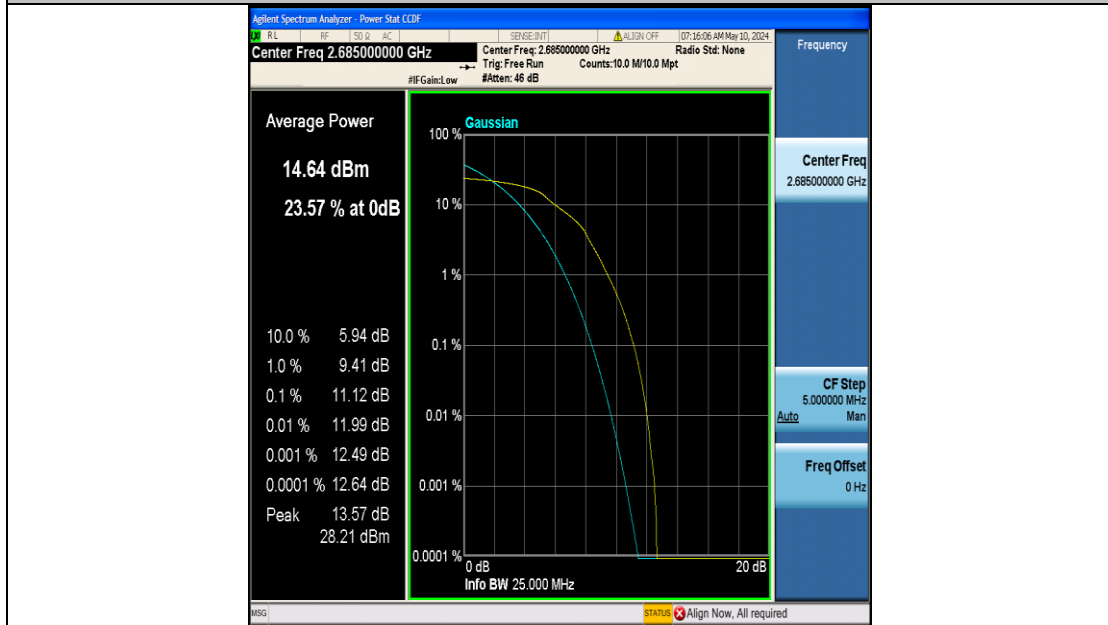 Agilent Spectrum Analyzer - Power Stat CCDF
RL RF 50 Ω AC SENSE:INT ALIGN OFF 07:16:06 AM May 10, 2024
Center Freq 2.685000000 GHz
Center Freq: 2.685000000 GHz Radio Std: None
Trig: Free Run Counts:10.0 M/10.0 Mpt
#IFGain:Low #Atten: 46 dB
Frequency
Average Power
14.64 dBm
23.57 % at 0dB
10.0 % 5.94 dB
1.0 % 9.41 dB
0.1 % 11.12 dB
0.01 % 11.99 dB
0.001 % 12.49 dB
0.0001 % 12.64 dB
Peak 13.57 dB
28.21 dBm
Gaussian
100 %
10 %
1 %
0.1 %
0.01 %
0.001 %
0.0001 %
0 dB 20 dB
Info BW 25.000 MHz
Center Freq
2.685000000 GHz
CF Step
5.000000 MHz
Auto Man
Freq Offset
0 Hz
MSG STATUS Align Now, All required